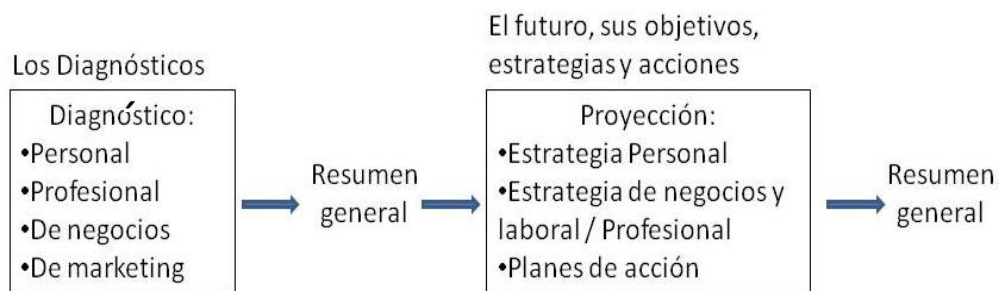 Los Diagnósticos
Diagnóstico:
•Personal
•Profesional
•De negocios
•De marketing
Resumen
general
El futuro, sus objetivos,
estrategias y acciones
Proyección:
•Estrategia Personal
•Estrategia de negocios y
laboral / Profesional
•Planes de acción
Resumen
general